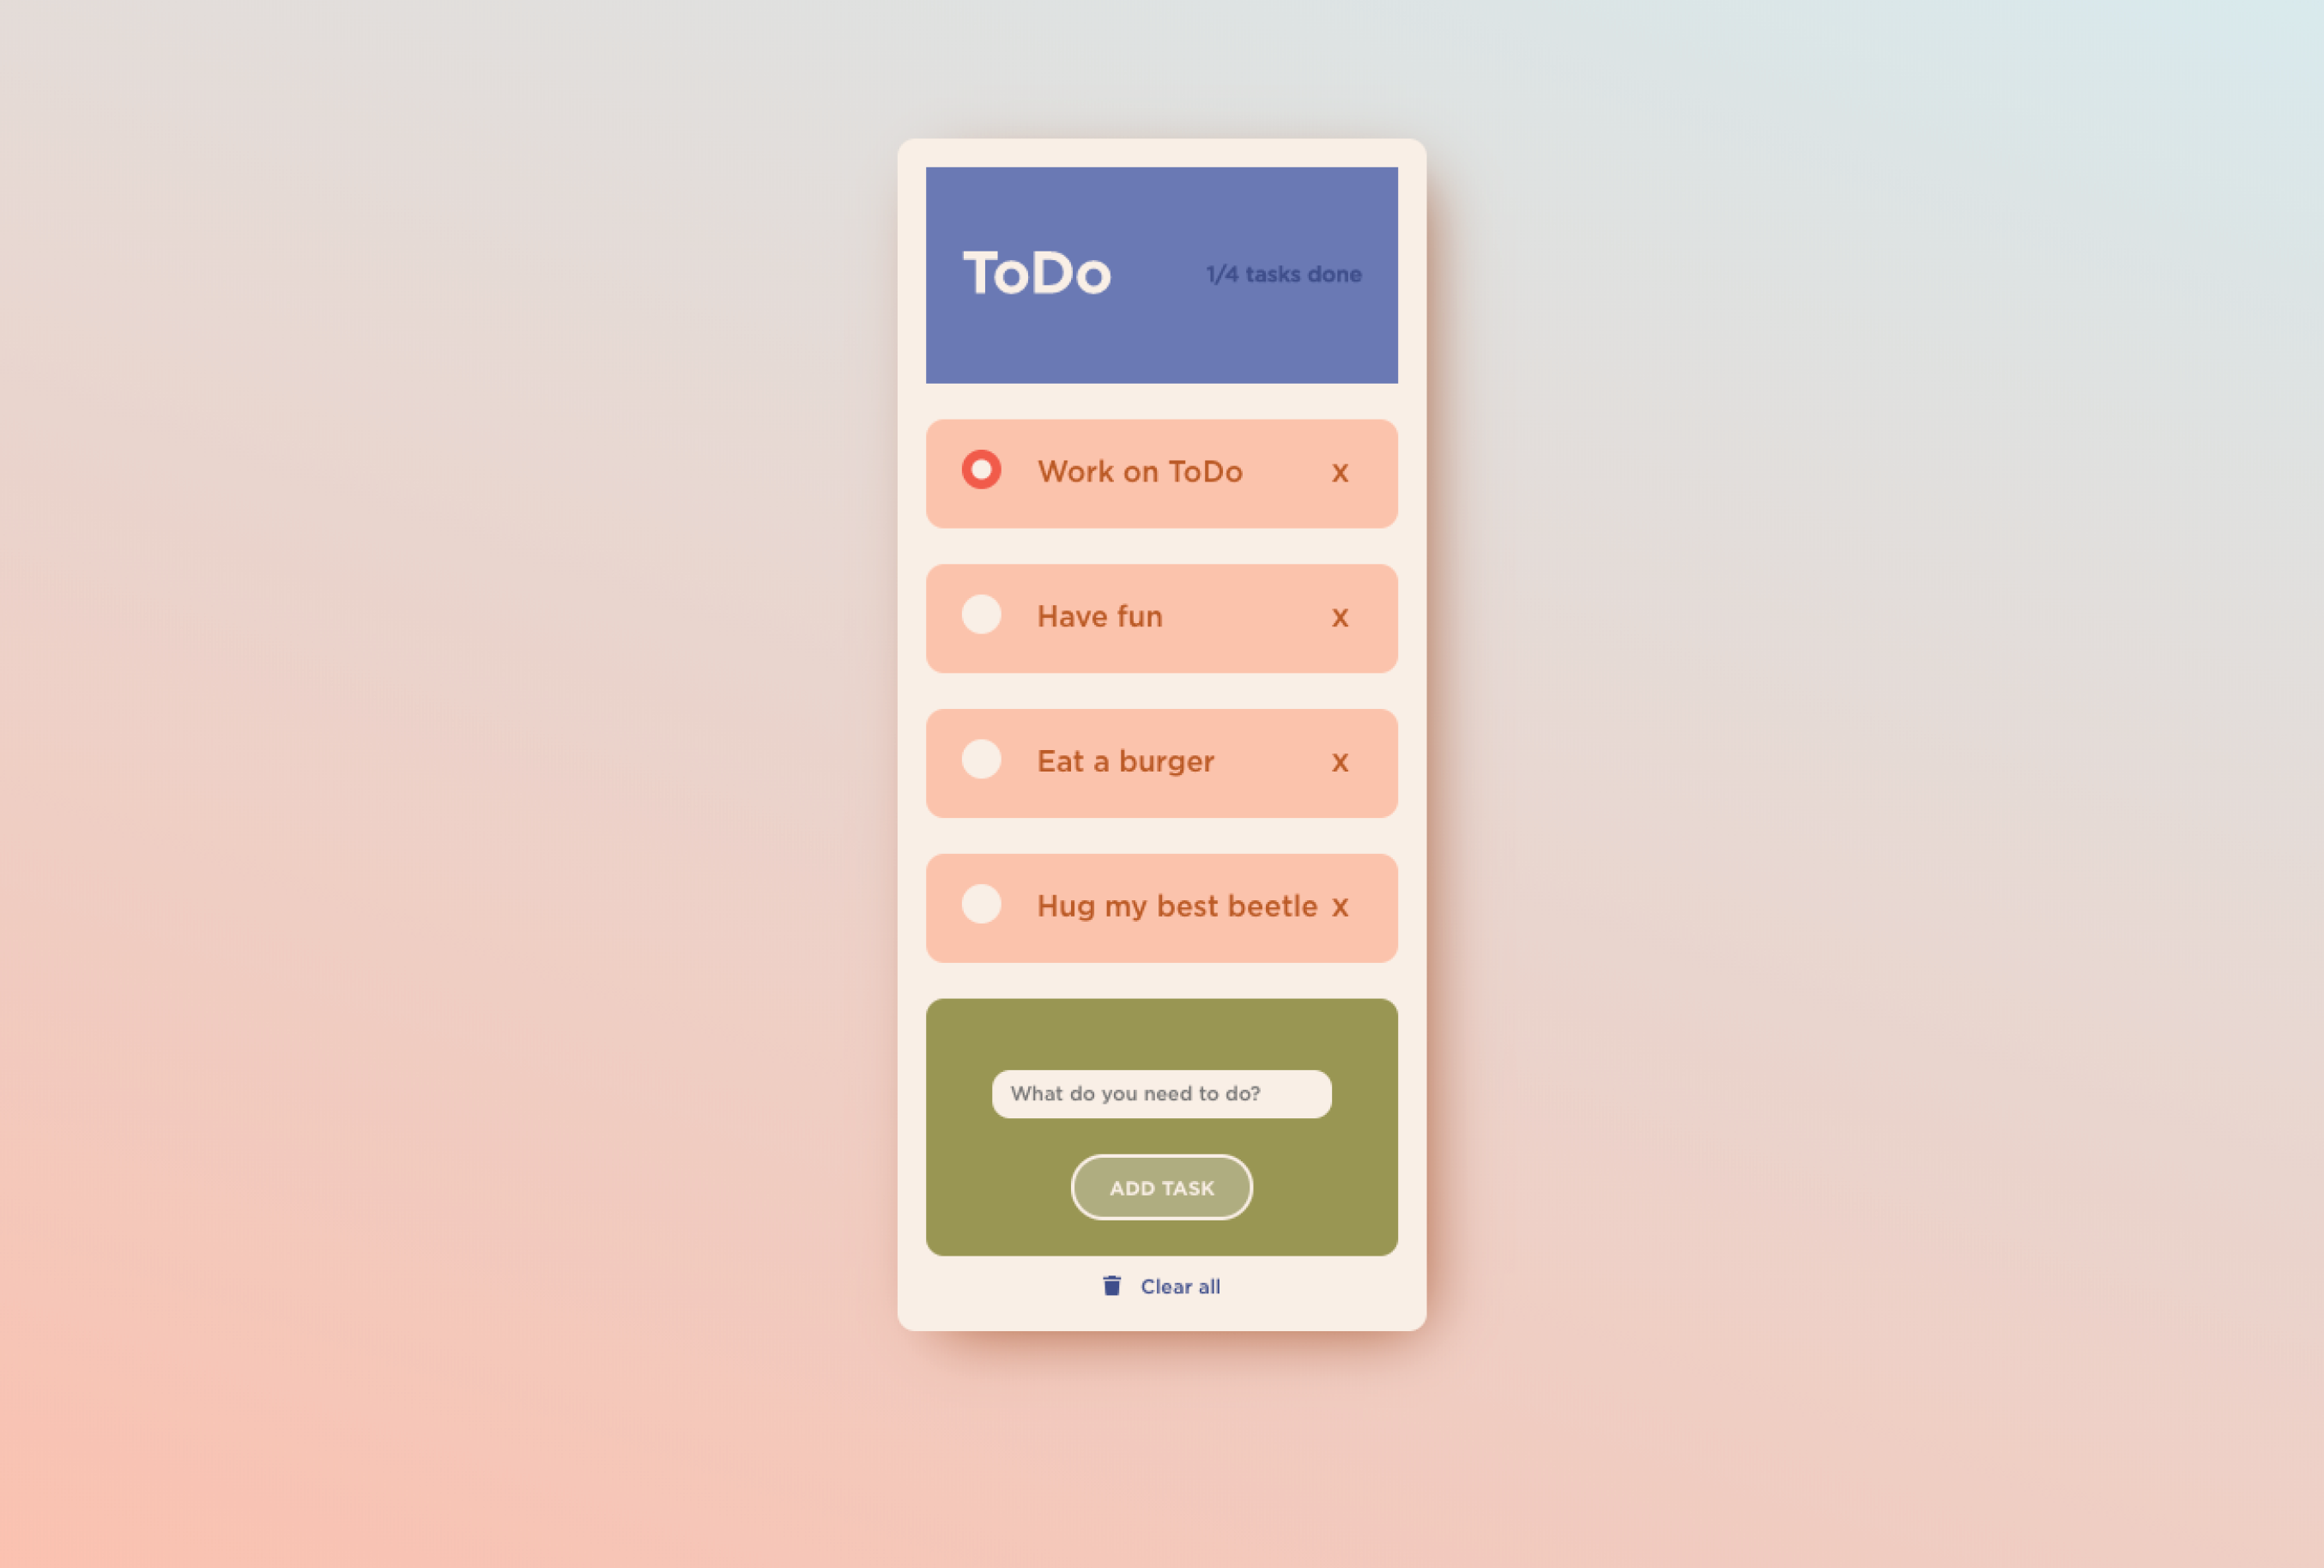 ToDo
1/4 tasks done
Work on ToDo x
Have fun x
Eat a burger x
Hug my best beetle x
What do you need to do?
ADD TASK
Clear all